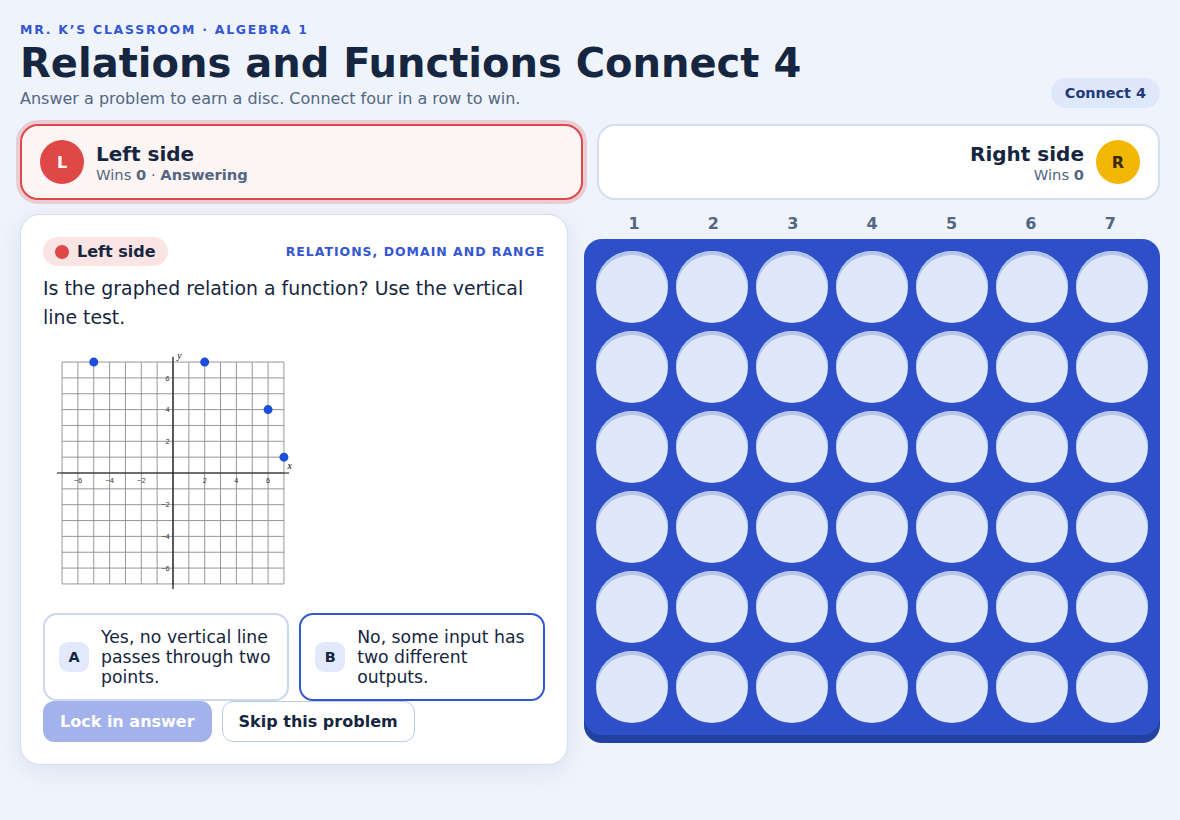 MR. K’S CLASSROOM · ALGEBRA 1
Relations and Functions Connect 4
Answer a problem to earn a disc. Connect four in a row to win.
Connect 4
L
Left side
Wins 0 · Answering
Right side
Wins 0
R
Left side
RELATIONS, DOMAIN AND RANGE
Is the graphed relation a function? Use the vertical
line test.
y
6
4
2
x
−6 −4 −2 2 4 6
−2
−4
−6
A
Yes, no vertical line
passes through two
points.
B
No, some input has
two different
outputs.
Lock in answer
Skip this problem
1 2 3 4 5 6 7